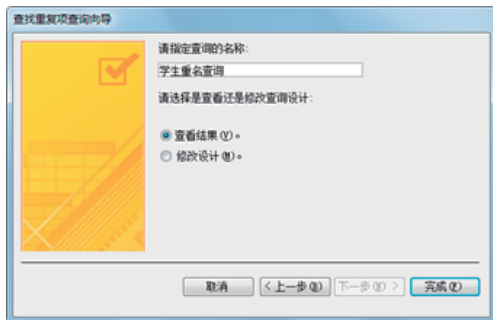 查找重复项查询向导
请指定查询的名称:
学生重名查询
请选择是查看还是修改查询设计:
查看结果(V)。
修改设计(M)。
取消 <上一步(B) 下一步(N)> 完成(F)